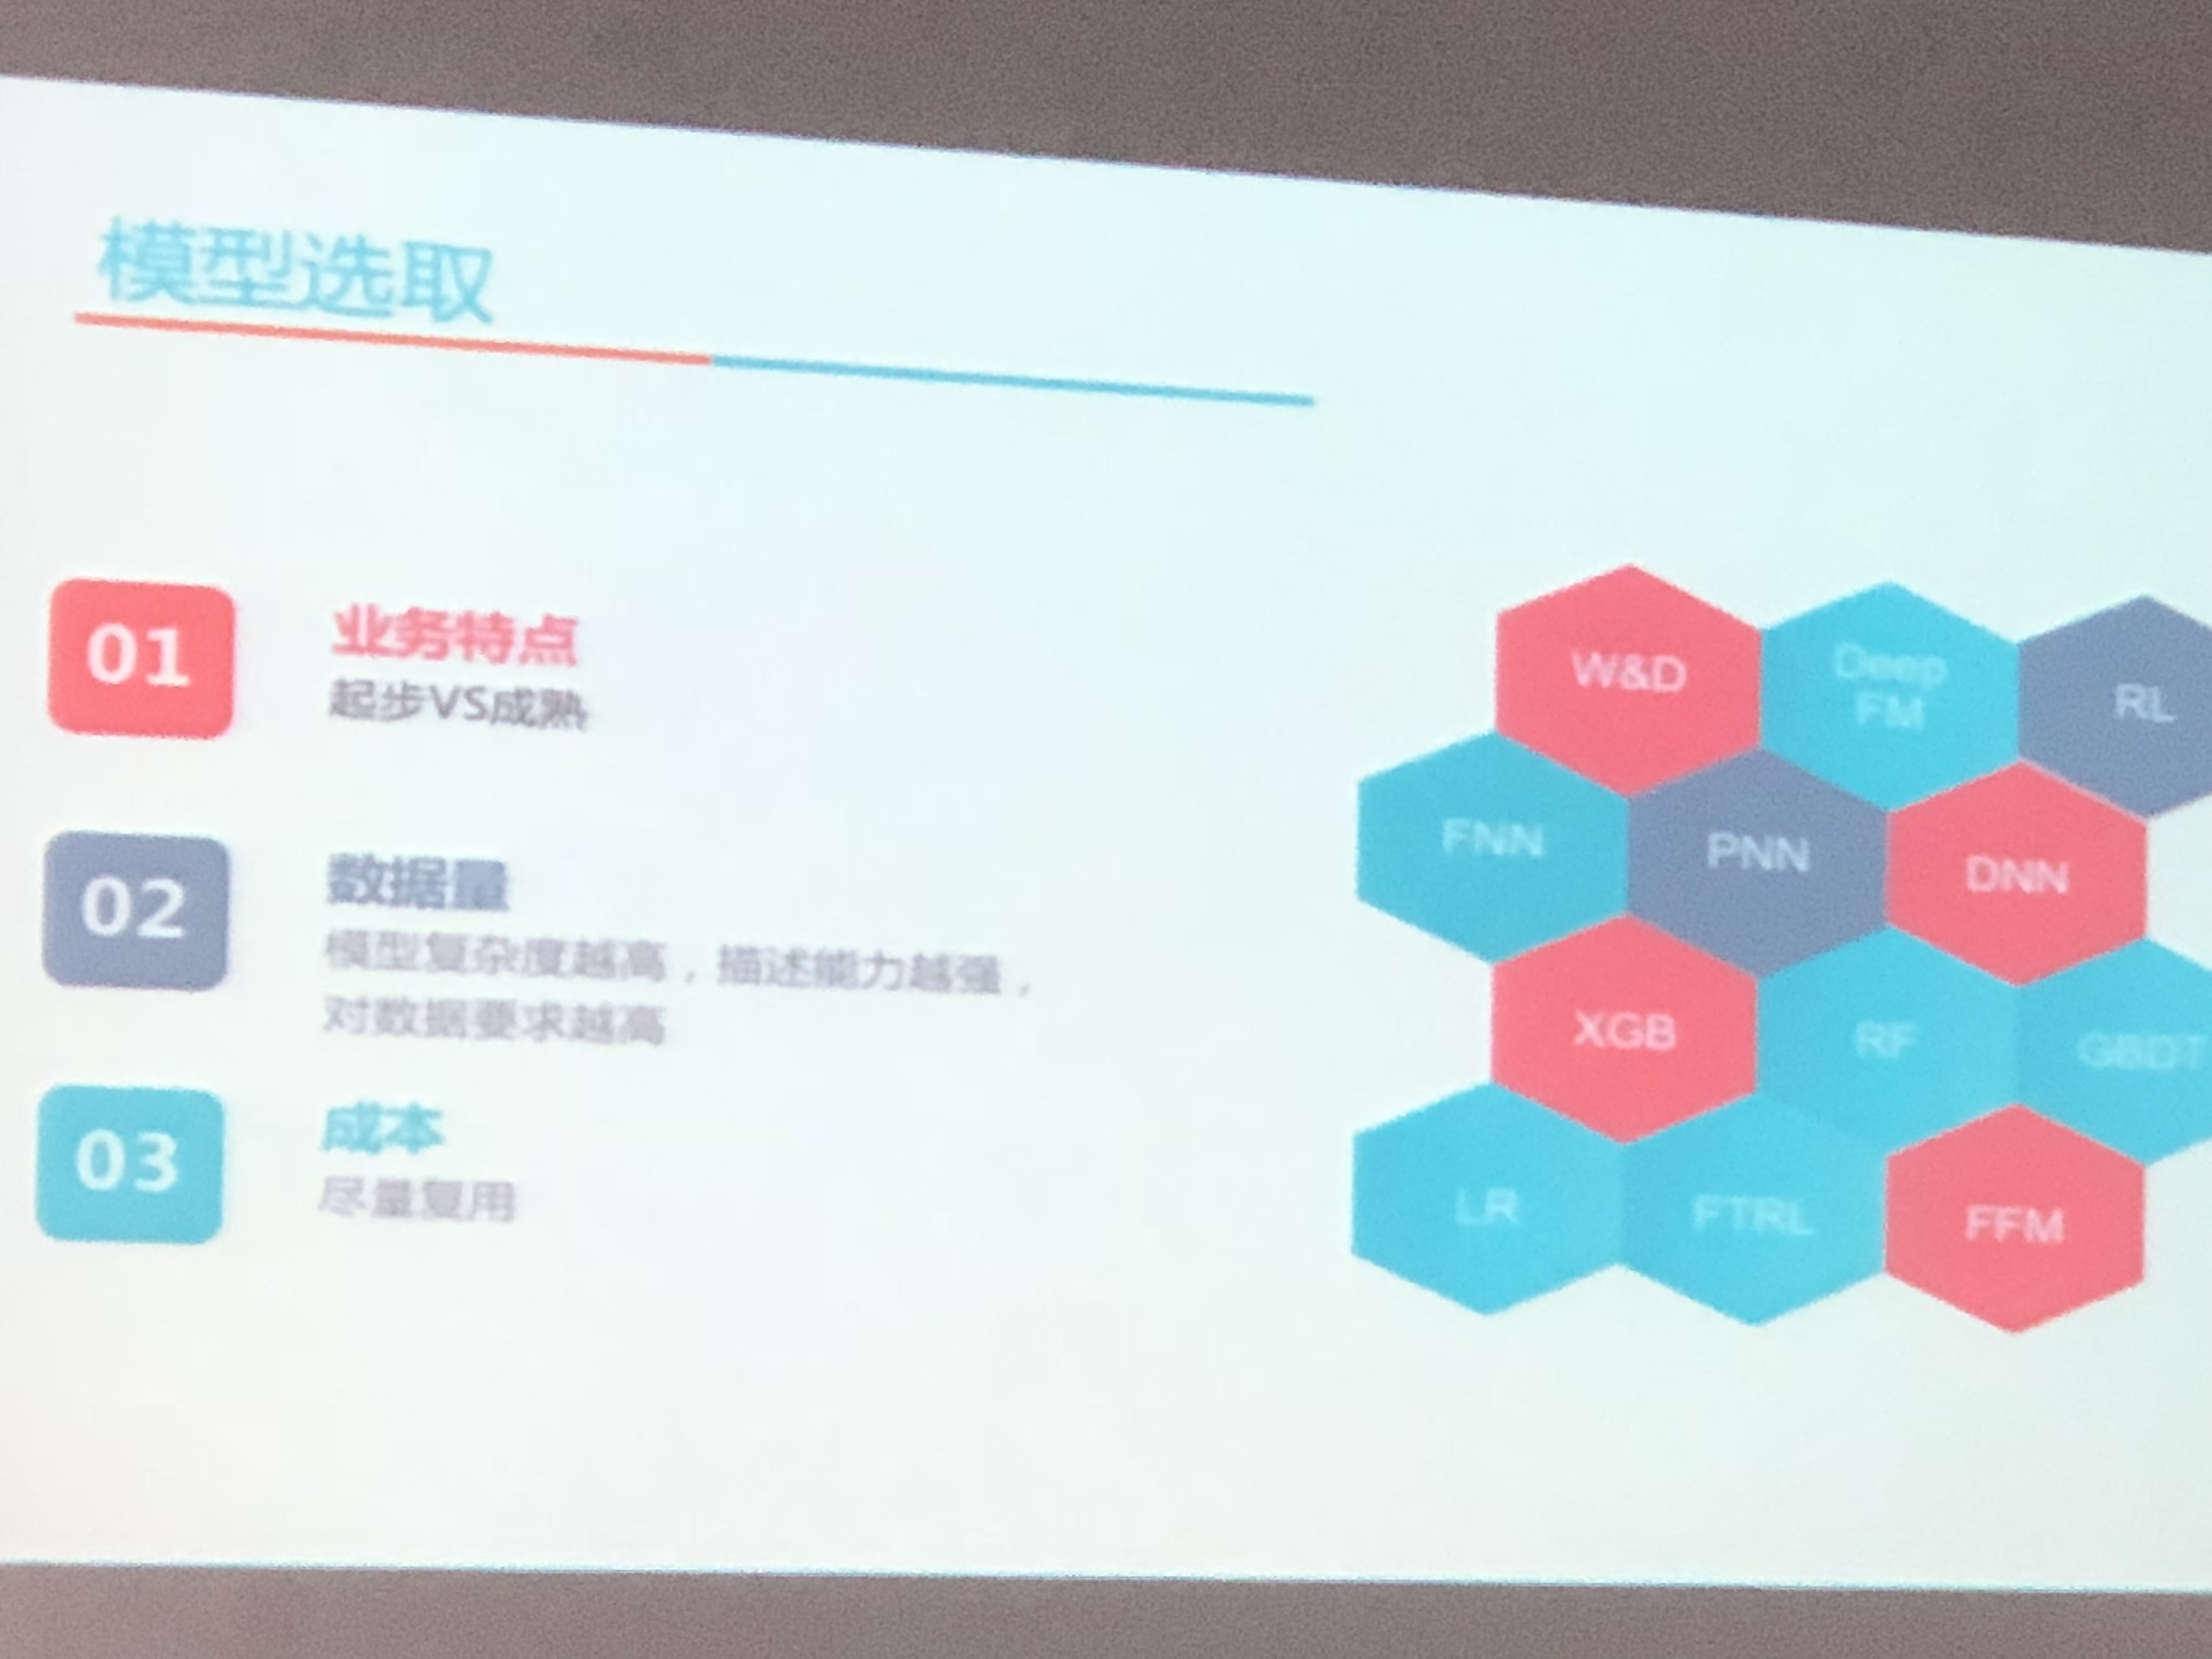 模型选取
01
业务特点
起步VS成熟
02
数据量
模型复杂度越高，描述能力越强，
对数据要求越高
03
成本
尽量复用
W&D
Deep
FM
RL
FNN
PNN
DNN
XGB
RF
GBDT
LR
FTRL
FFM